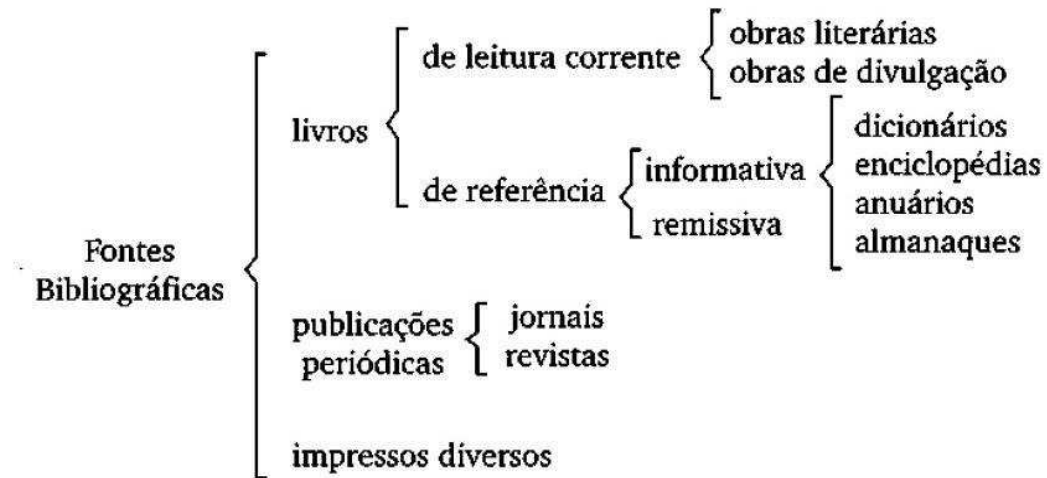 Fontes
Bibliográficas
livros
de leitura corrente
obras literárias
obras de divulgação
de referência
informativa
dicionários
enciclopédias
anuários
almanaques
remissiva
publicações
periódicas
jornais
revistas
impressos diversos